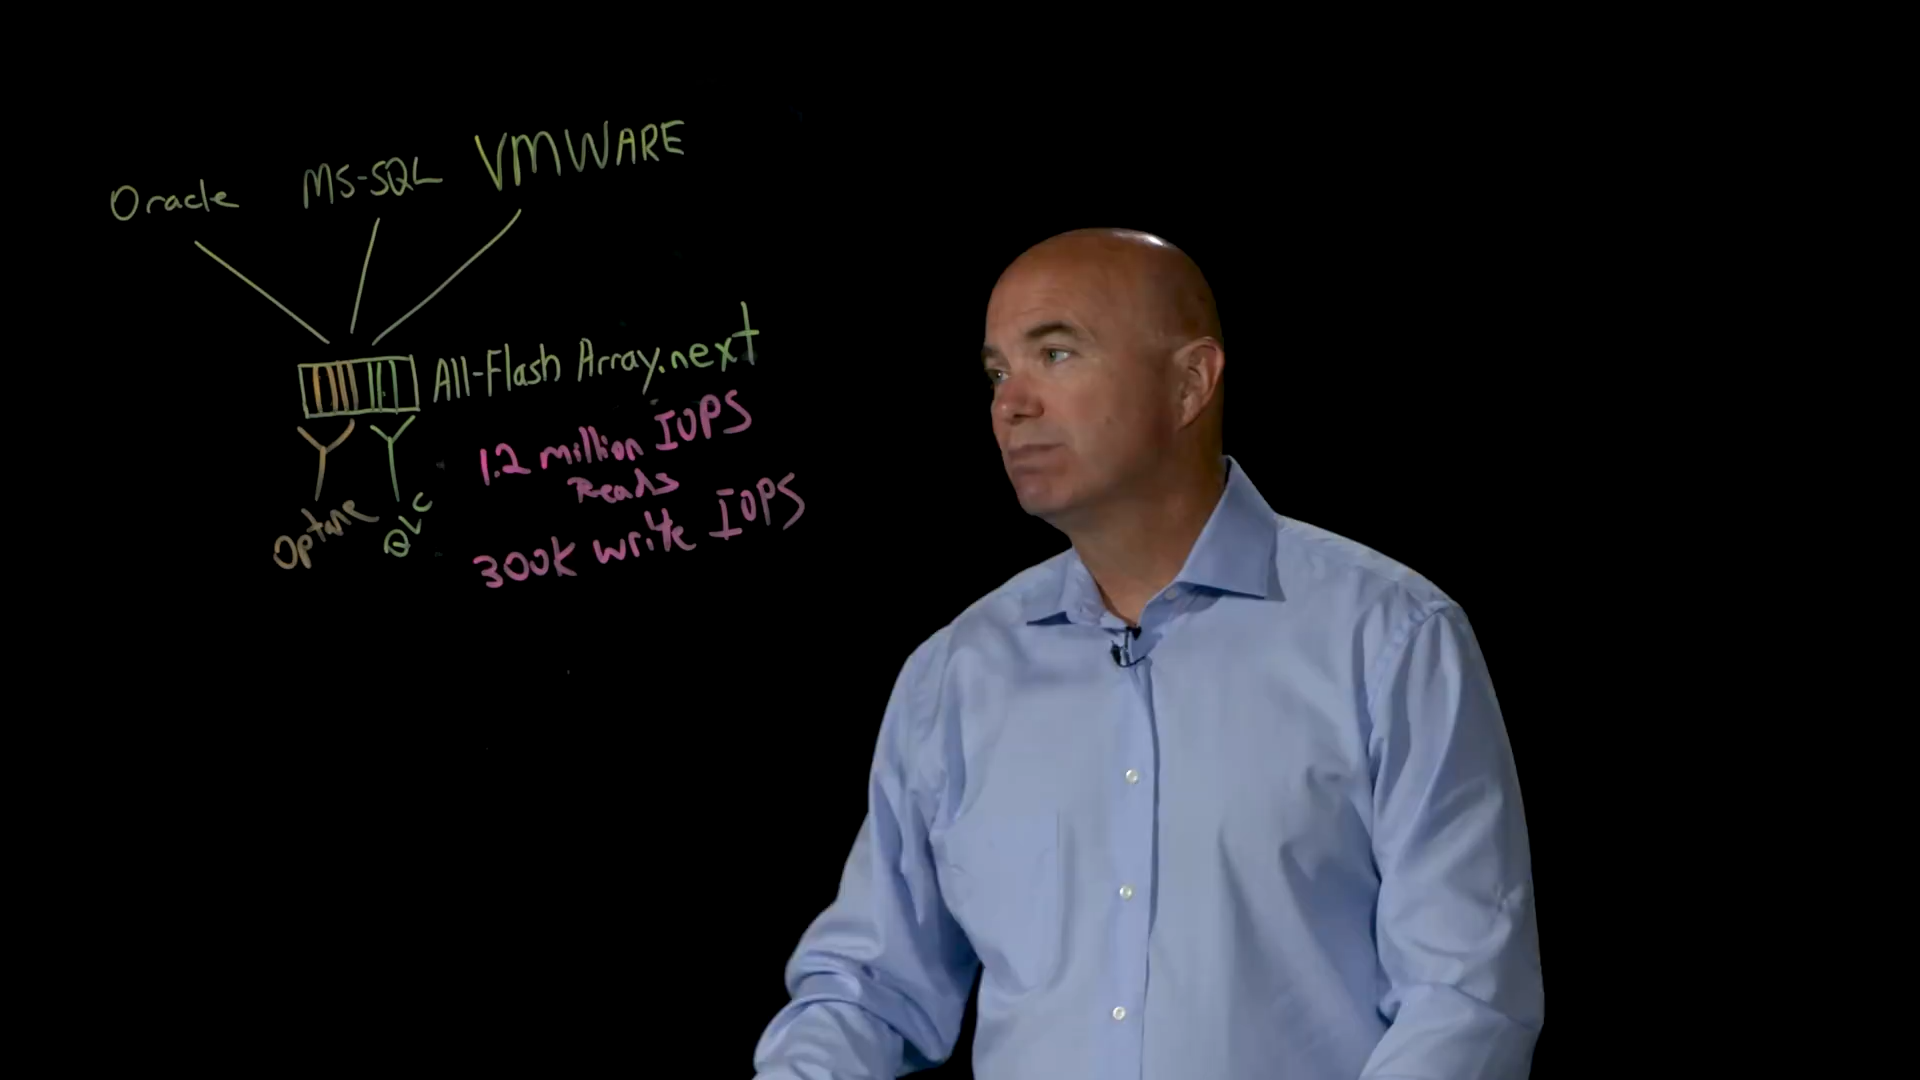 Oracle MS-SQL VMWARE
All-Flash Array.next
1.2 million IOPS
Reads
300k write IOPS
Optane QLC